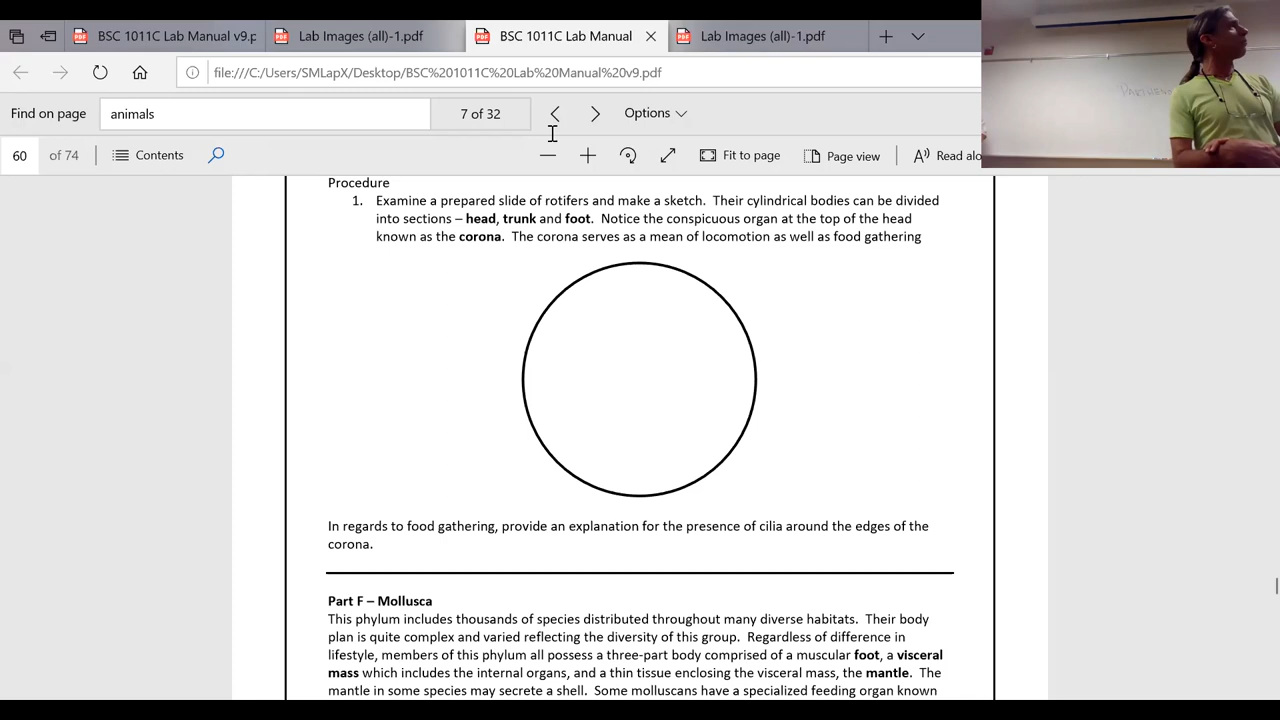 BSC 1011C Lab Manual v9.p
Lab Images (all)-1.pdf
BSC 1011C Lab Manual
Lab Images (all)-1.pdf
file:///C:/Users/SMLapX/Desktop/BSC%201011C%20Lab%20Manual%20v9.pdf
Find on page
animals
7 of 32
Options
60
of 74
Contents
Fit to page
Page view
Read alo
Procedure
1. Examine a prepared slide of rotifers and make a sketch. Their cylindrical bodies can be divided
into sections – head, trunk and foot. Notice the conspicuous organ at the top of the head
known as the corona. The corona serves as a mean of locomotion as well as food gathering
In regards to food gathering, provide an explanation for the presence of cilia around the edges of the
corona.
Part F – Mollusca
This phylum includes thousands of species distributed throughout many diverse habitats. Their body
plan is quite complex and varied reflecting the diversity of this group. Regardless of difference in
lifestyle, members of this phylum all possess a three-part body comprised of a muscular foot, a visceral
mass which includes the internal organs, and a thin tissue enclosing the visceral mass, the mantle. The
mantle in some species may secrete a shell. Some molluscans have a specialized feeding organ known